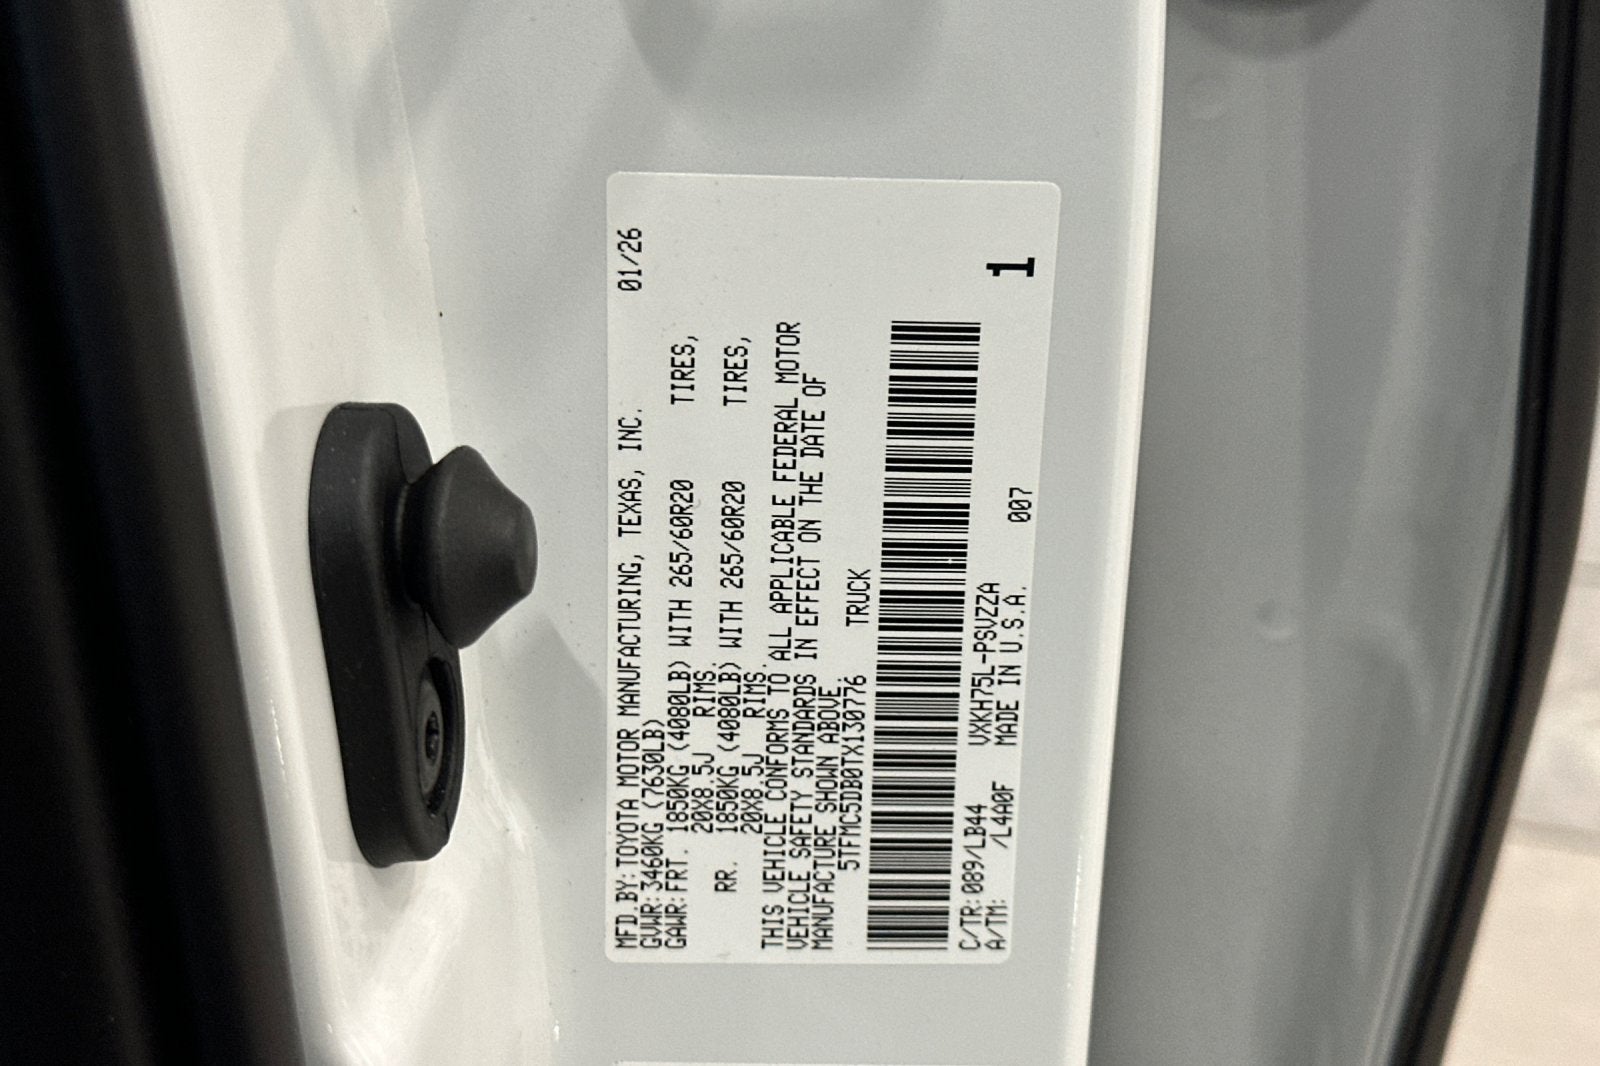 MFD.BY:TOYOTA MOTOR MANUFACTURING, TEXAS, INC. 01/26
GVWR:3460KG (7630LB)
GAWR:FRT. 1850KG (4080LB) WITH 265/60R20 TIRES,
20X8.5J RIMS.
RR. 1850KG (4080LB) WITH 265/60R20 TIRES,
20X8.5J RIMS.
THIS VEHICLE CONFORMS TO ALL APPLICABLE FEDERAL MOTOR
VEHICLE SAFETY STANDARDS IN EFFECT ON THE DATE OF
MANUFACTURE SHOWN ABOVE.
5TFMC5DB0TX130776 TRUCK
C/TR:089/LB44 VXKH75L-PSVZZA 1
A/TM: /L4A0F MADE IN U.S.A. 007